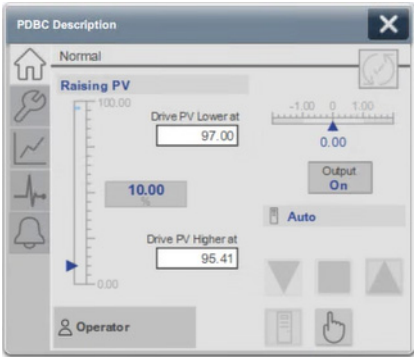 PDBC Description
Normal
Raising PV
100.00
Drive PV Lower at
97.00
10.00
%
Drive PV Higher at
95.41
0.00
-1.00 0 1.00
0.00
Output
On
Auto
Operator